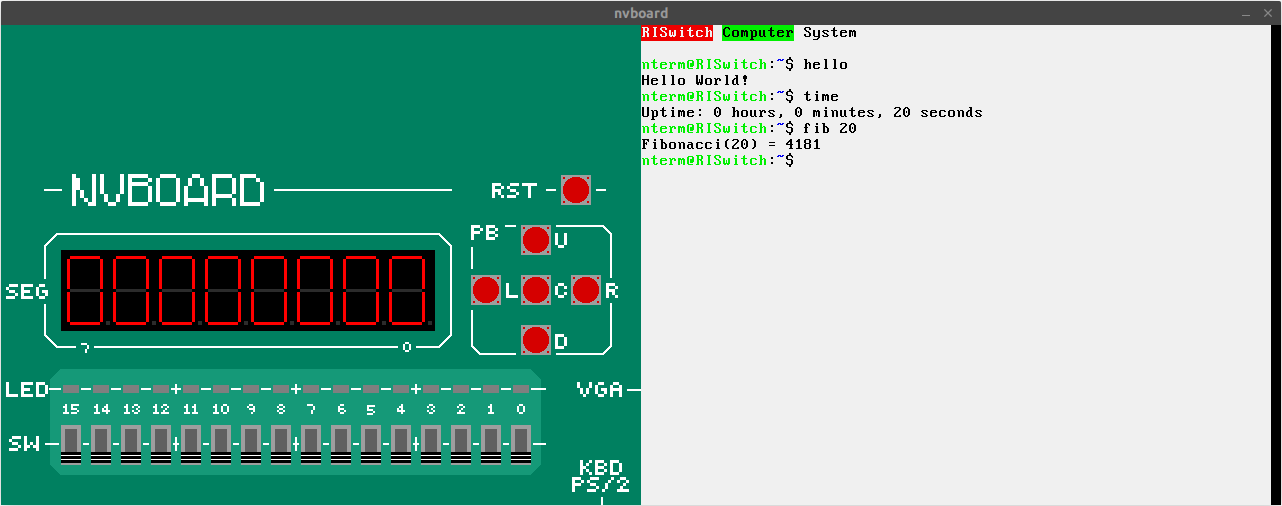 nvboard
NVBOARD
RST
PB U
SEG
L C R
7 0
D
LED
VGA
15 14 13 12 11 10 9 8 7 6 5 4 3 2 1 0
SW
KBD
PS/2
RISwitch Computer System
nterm@RISwitch:~$ hello
Hello World!
nterm@RISwitch:~$ time
Uptime: 0 hours, 0 minutes, 20 seconds
nterm@RISwitch:~$ fib 20
Fibonacci(20) = 4181
nterm@RISwitch:~$
00000000